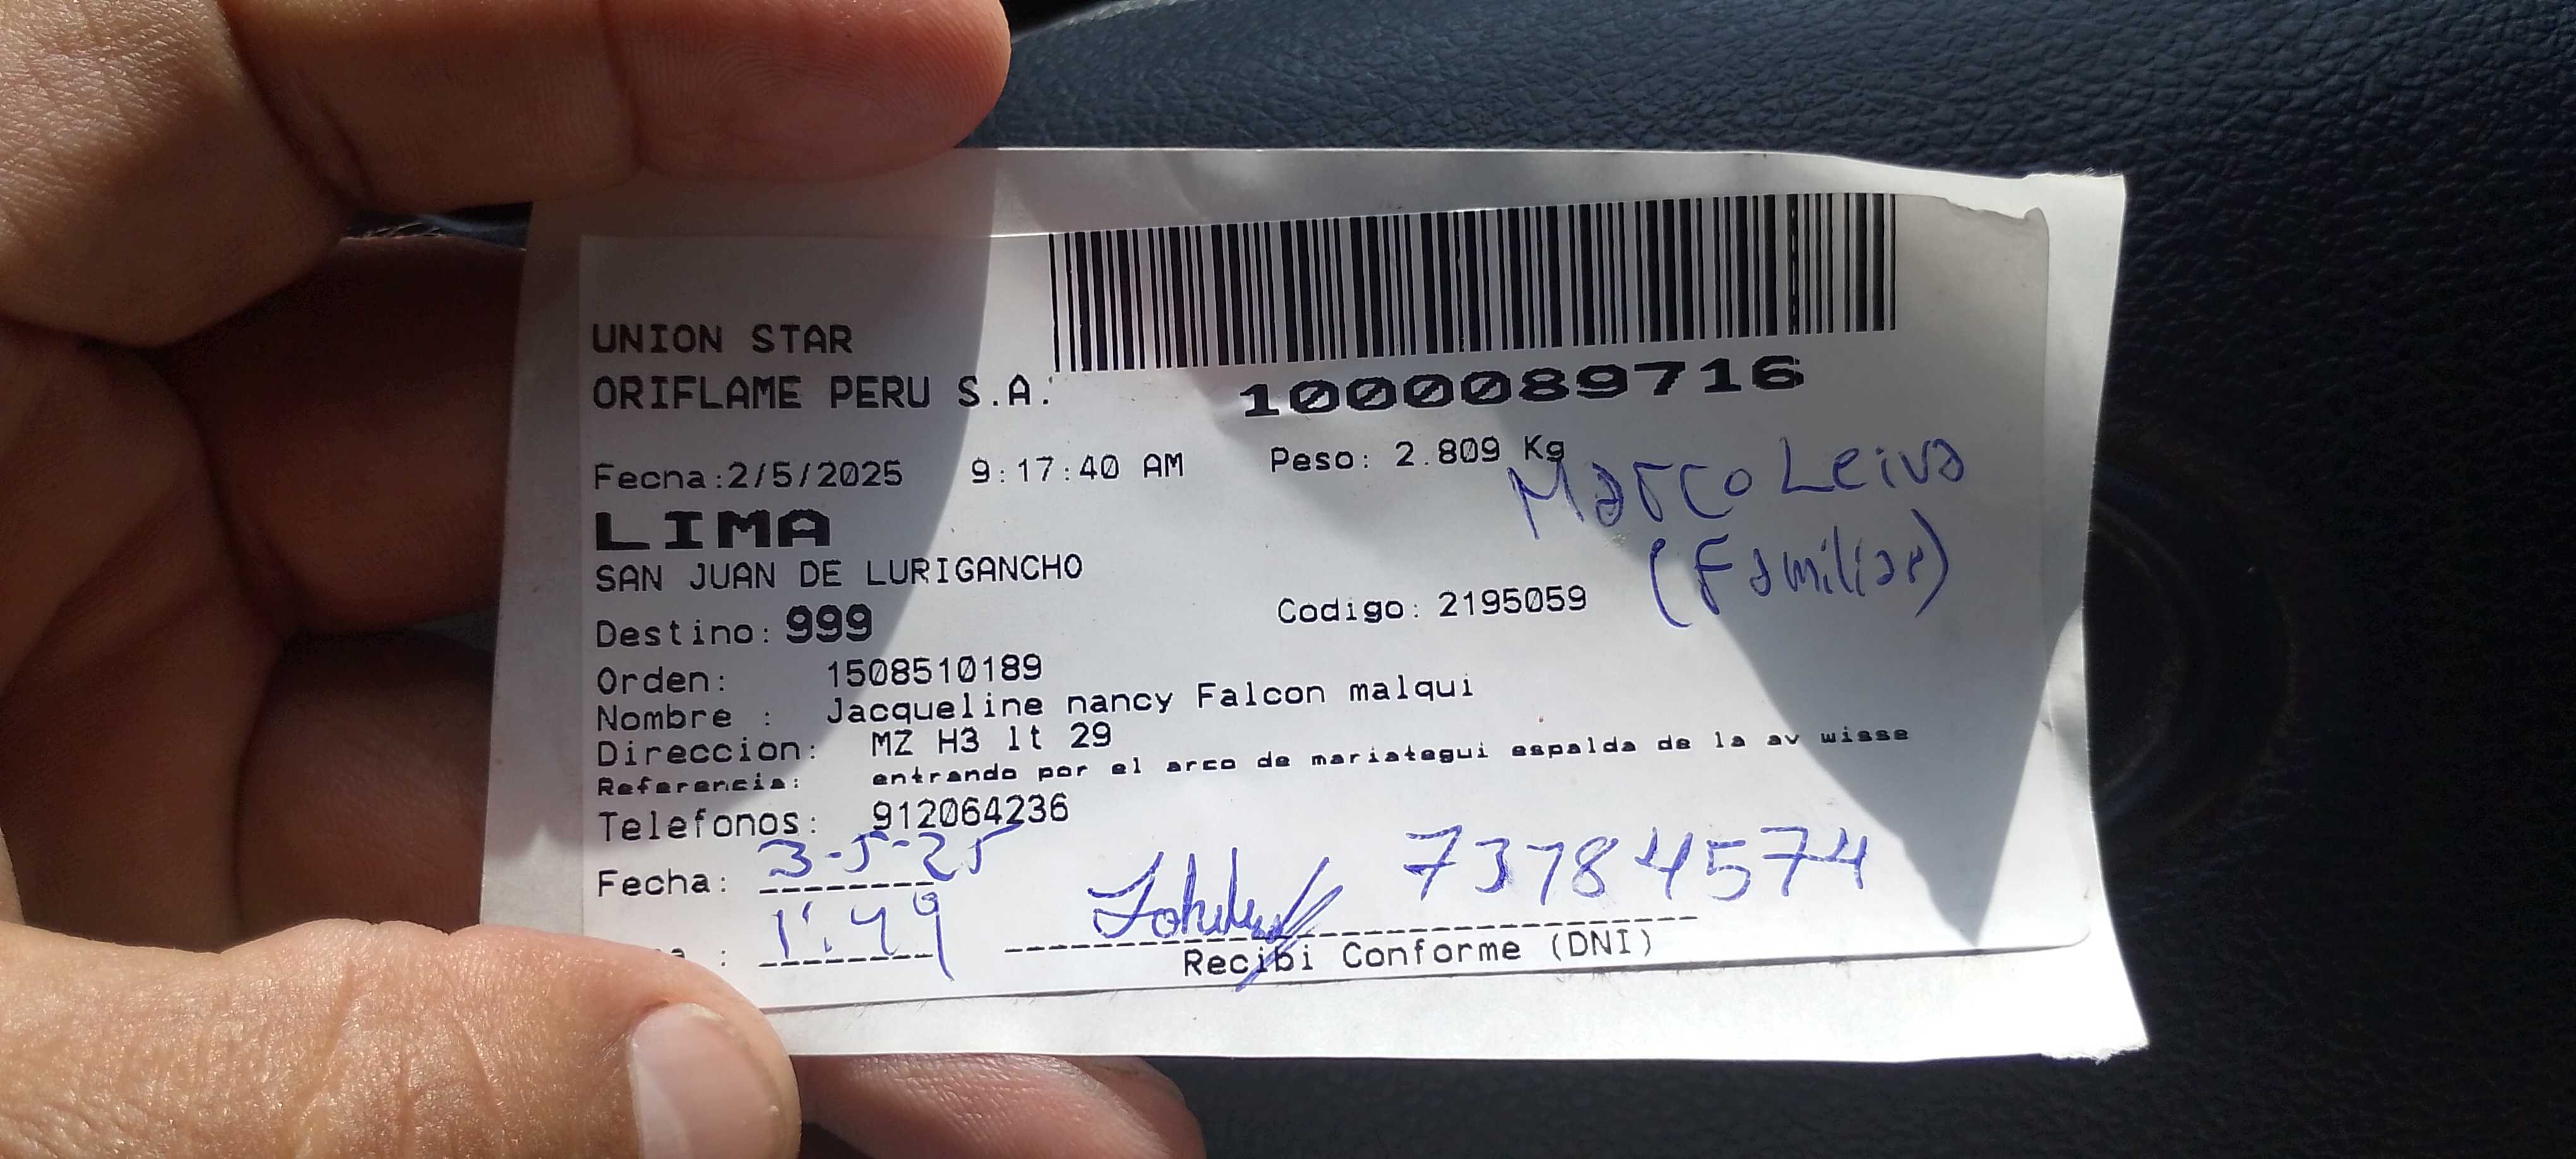 UNION STAR
ORIFLAME PERU S.A.
1000089716
Fecha:2/5/2025 9:17:40 AM Peso: 2.809 Kg
Marco Leiva
(Familiar)
LIMA
SAN JUAN DE LURIGANCHO
Destino: 999 Codigo: 2195059
Orden: 1508510189
Nombre : Jacqueline nancy Falcon malqui
Direccion: MZ H3 lt 29
Referencia: entrando por el arco de mariategui espalda de la av wisse
Telefonos: 912064236
Fecha: 3-5-25
: 1:49
73784574
Recibi Conforme (DNI)